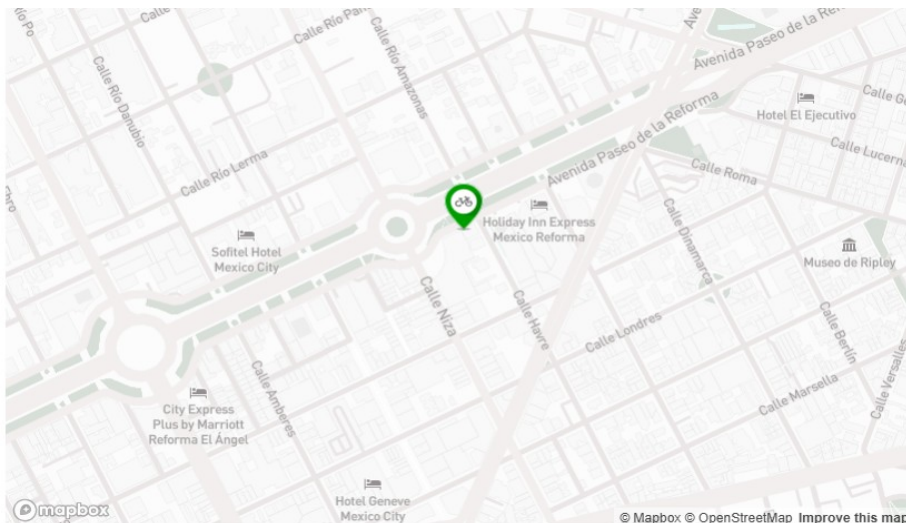 Río Po
Calle Río Danubio
Calle Río Pán
Calle Río Amazonas
Avenida Paseo de la Reforma
Hotel El Ejecutivo
Calle Lucerna
Calle Roma
Calle Río Lerma
Avenida Paseo de la Reforma
Ebro
Sofitel Hotel
Mexico City
Holiday Inn Express
Mexico Reforma
Calle Dinamarca
Museo de Ripley
Calle Niza
Calle Havre
Calle Londres
Calle Berlín
Calle Versalles
Calle Amberes
Calle Marsella
City Express
Plus by Marriott
Reforma El Ángel
Hotel Geneve
Mexico City
mapbox
© Mapbox © OpenStreetMap Improve this map